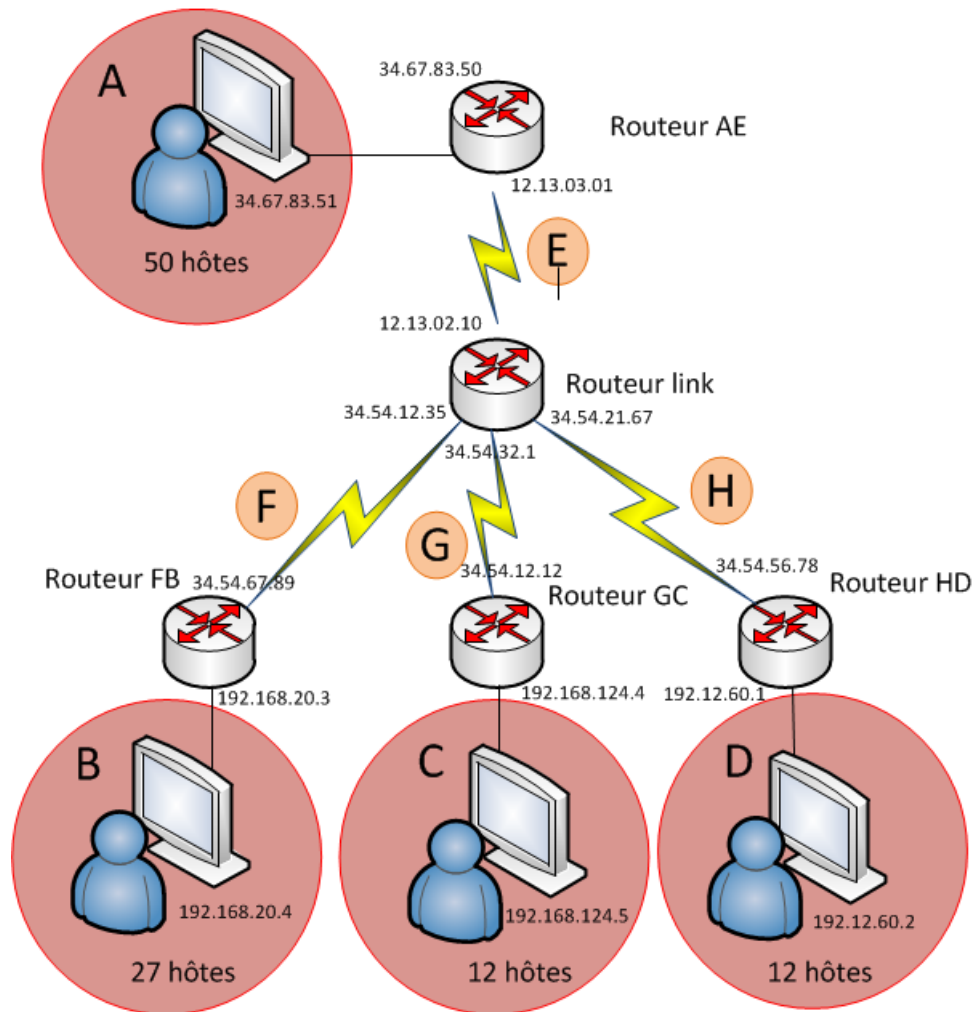 A
34.67.83.50
Routeur AE
34.67.83.51
12.13.03.01
50 hôtes
E
12.13.02.10
Routeur link
34.54.12.35
34.54.21.67
34.54.32.1
F
H
G
Routeur FB
34.54.67.89
34.54.12.12
Routeur GC
34.54.56.78
Routeur HD
192.168.20.3
192.168.124.4
192.12.60.1
B
C
D
192.168.20.4
192.168.124.5
192.12.60.2
27 hôtes
12 hôtes
12 hôtes